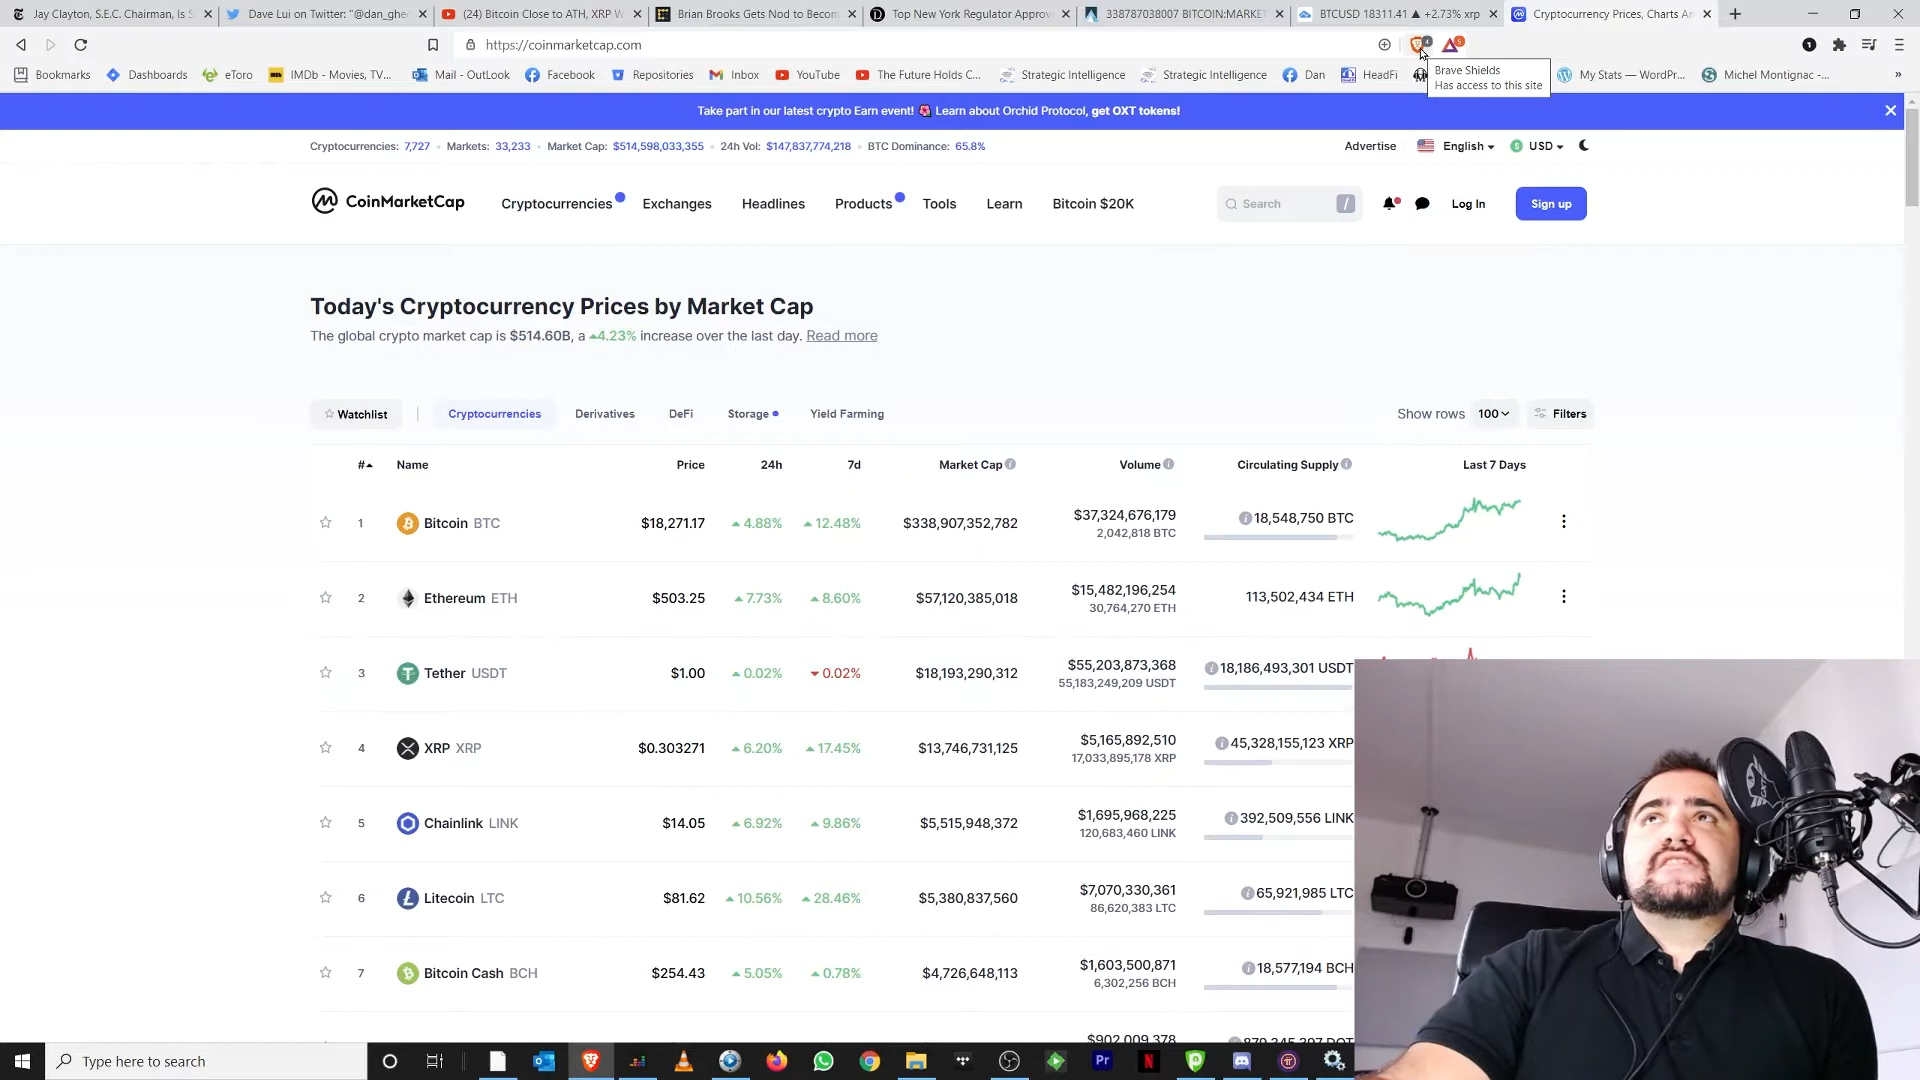 Jay Clayton, S.E.C. Chairman, Is S
Dave Lui on Twitter: "@dan_ghe
(24) Bitcoin Close to ATH, XRP W
Brian Brooks Gets Nod to Becom
Top New York Regulator Approve
338787038007 BITCOIN:MARKET
BTCUSD 18311.41 ▲ +2.73% xrp
Cryptocurrency Prices, Charts An
https://coinmarketcap.com
Brave Shields
Has access to this site
Bookmarks Dashboards eToro IMDb - Movies, TV... Mail - OutLook Facebook Repositories Inbox YouTube The Future Holds C... Strategic Intelligence Strategic Intelligence Dan HeadFi My Stats — WordPr... Michel Montignac -... »
Take part in our latest crypto Earn event! 🌺 Learn about Orchid Protocol, get OXT tokens!
Cryptocurrencies: 7,727 • Markets: 33,233 • Market Cap: $514,598,033,355 • 24h Vol: $147,837,774,218 • BTC Dominance: 65.8%
Advertise English USD
CoinMarketCap Cryptocurrencies Exchanges Headlines Products Tools Learn Bitcoin $20K Search / Log In Sign up
Today's Cryptocurrency Prices by Market Cap
The global crypto market cap is $514.60B, a ▲4.23% increase over the last day. Read more
Watchlist Cryptocurrencies Derivatives DeFi Storage Yield Farming Show rows 100 Filters
# Name Price 24h 7d Market Cap Volume Circulating Supply Last 7 Days
1 Bitcoin BTC $18,271.17 ▲4.88% ▲12.48% $338,907,352,782 $37,324,676,179 18,548,750 BTC
2,042,818 BTC
2 Ethereum ETH $503.25 ▲7.73% ▲8.60% $57,120,385,018 $15,482,196,254 113,502,434 ETH
30,764,270 ETH
3 Tether USDT $1.00 ▲0.02% ▼0.02% $18,193,290,312 $55,203,873,368 18,186,493,301 USDT
55,183,249,209 USDT
4 XRP XRP $0.303271 ▲6.20% ▲17.45% $13,746,731,125 $5,165,892,510 45,328,155,123 XRP
17,033,895,178 XRP
5 Chainlink LINK $14.05 ▲6.92% ▲9.86% $5,515,948,372 $1,695,968,225 392,509,556 LINK
120,683,460 LINK
6 Litecoin LTC $81.62 ▲10.56% ▲28.46% $5,380,837,560 $7,070,330,361 65,921,985 LTC
86,620,383 LTC
7 Bitcoin Cash BCH $254.43 ▲5.05% ▲0.78% $4,726,648,113 $1,603,500,871 18,577,194 BCH
6,302,256 BCH
Type here to search